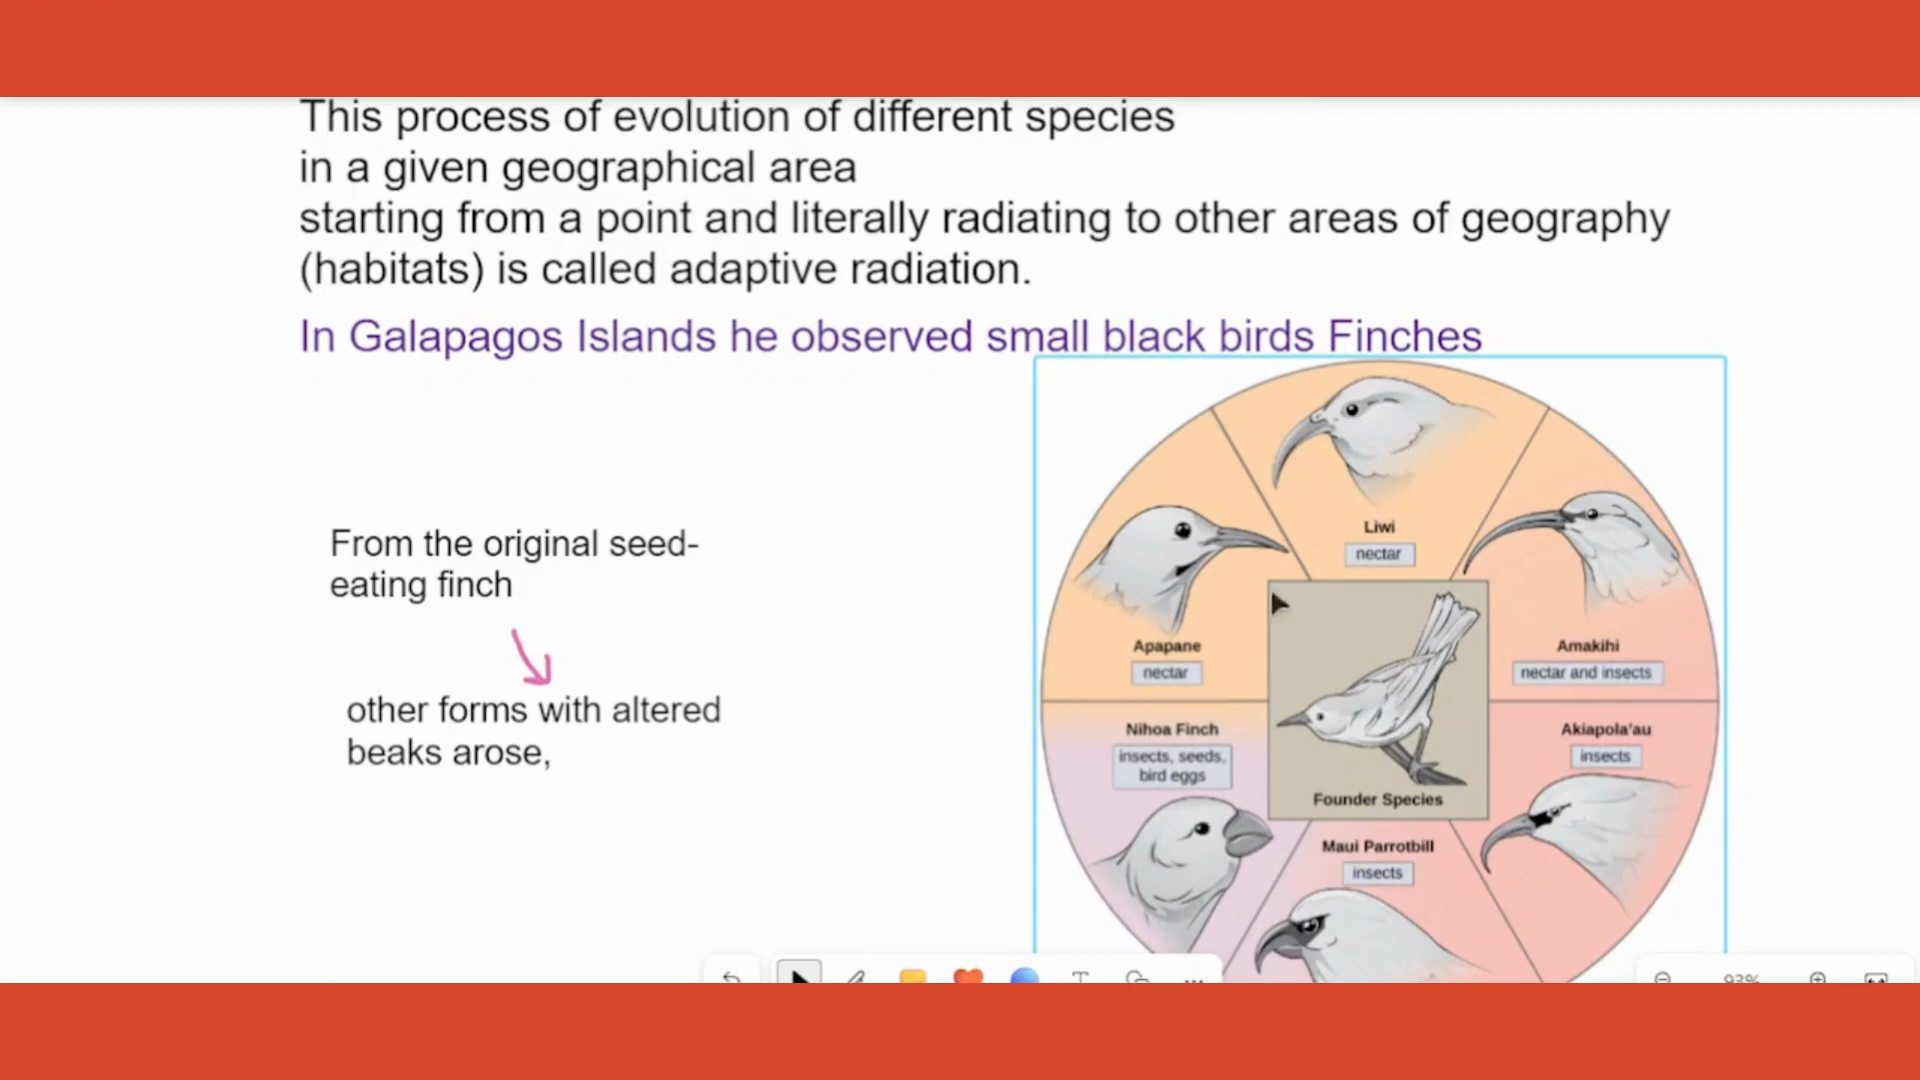 This process of evolution of different species
in a given geographical area
starting from a point and literally radiating to other areas of geography
(habitats) is called adaptive radiation.
In Galapagos Islands he observed small black birds Finches
From the original seed-
eating finch
other forms with altered
beaks arose,
Liwi
nectar
Apapane
nectar
Amakihi
nectar and insects
Nihoa Finch
insects, seeds,
bird eggs
Akiapola'au
insects
Founder Species
Maui Parrotbill
insects
93%